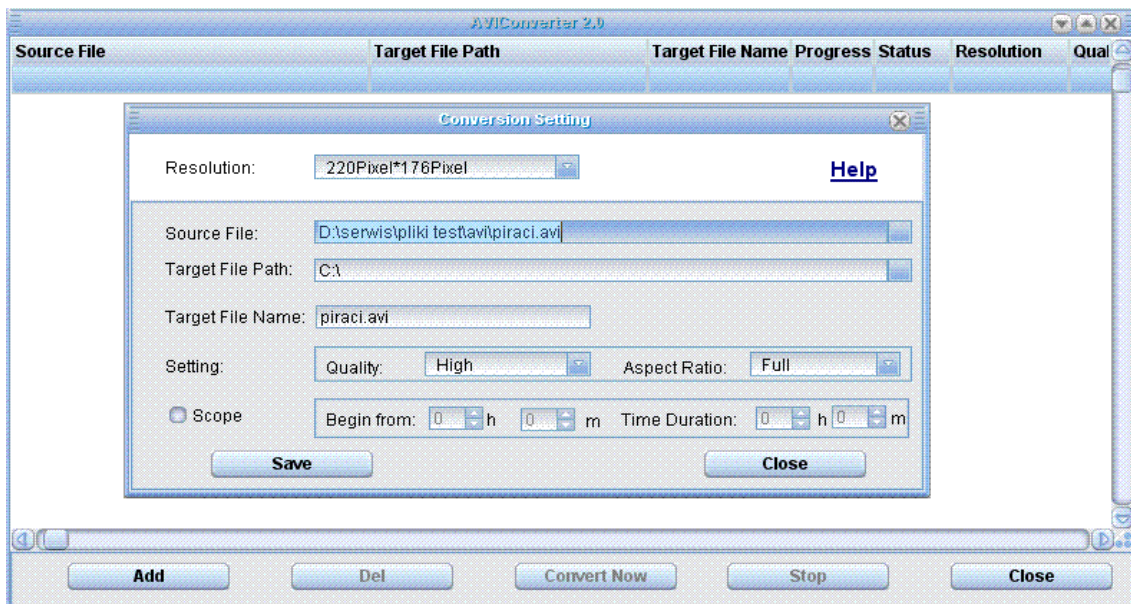 AVIConverter 2.0
Source File Target File Path Target File Name Progress Status Resolution Qual
Conversion Setting
Resolution: 220Pixel*176Pixel Help
Source File: D:\serwis\pliki test\avi\piraci.avi
Target File Path: C:\
Target File Name: piraci.avi
Setting: Quality: High Aspect Ratio: Full
Scope Begin from: 0 h 0 m Time Duration: 0 h 0 m
Save Close
Add Del Convert Now Stop Close